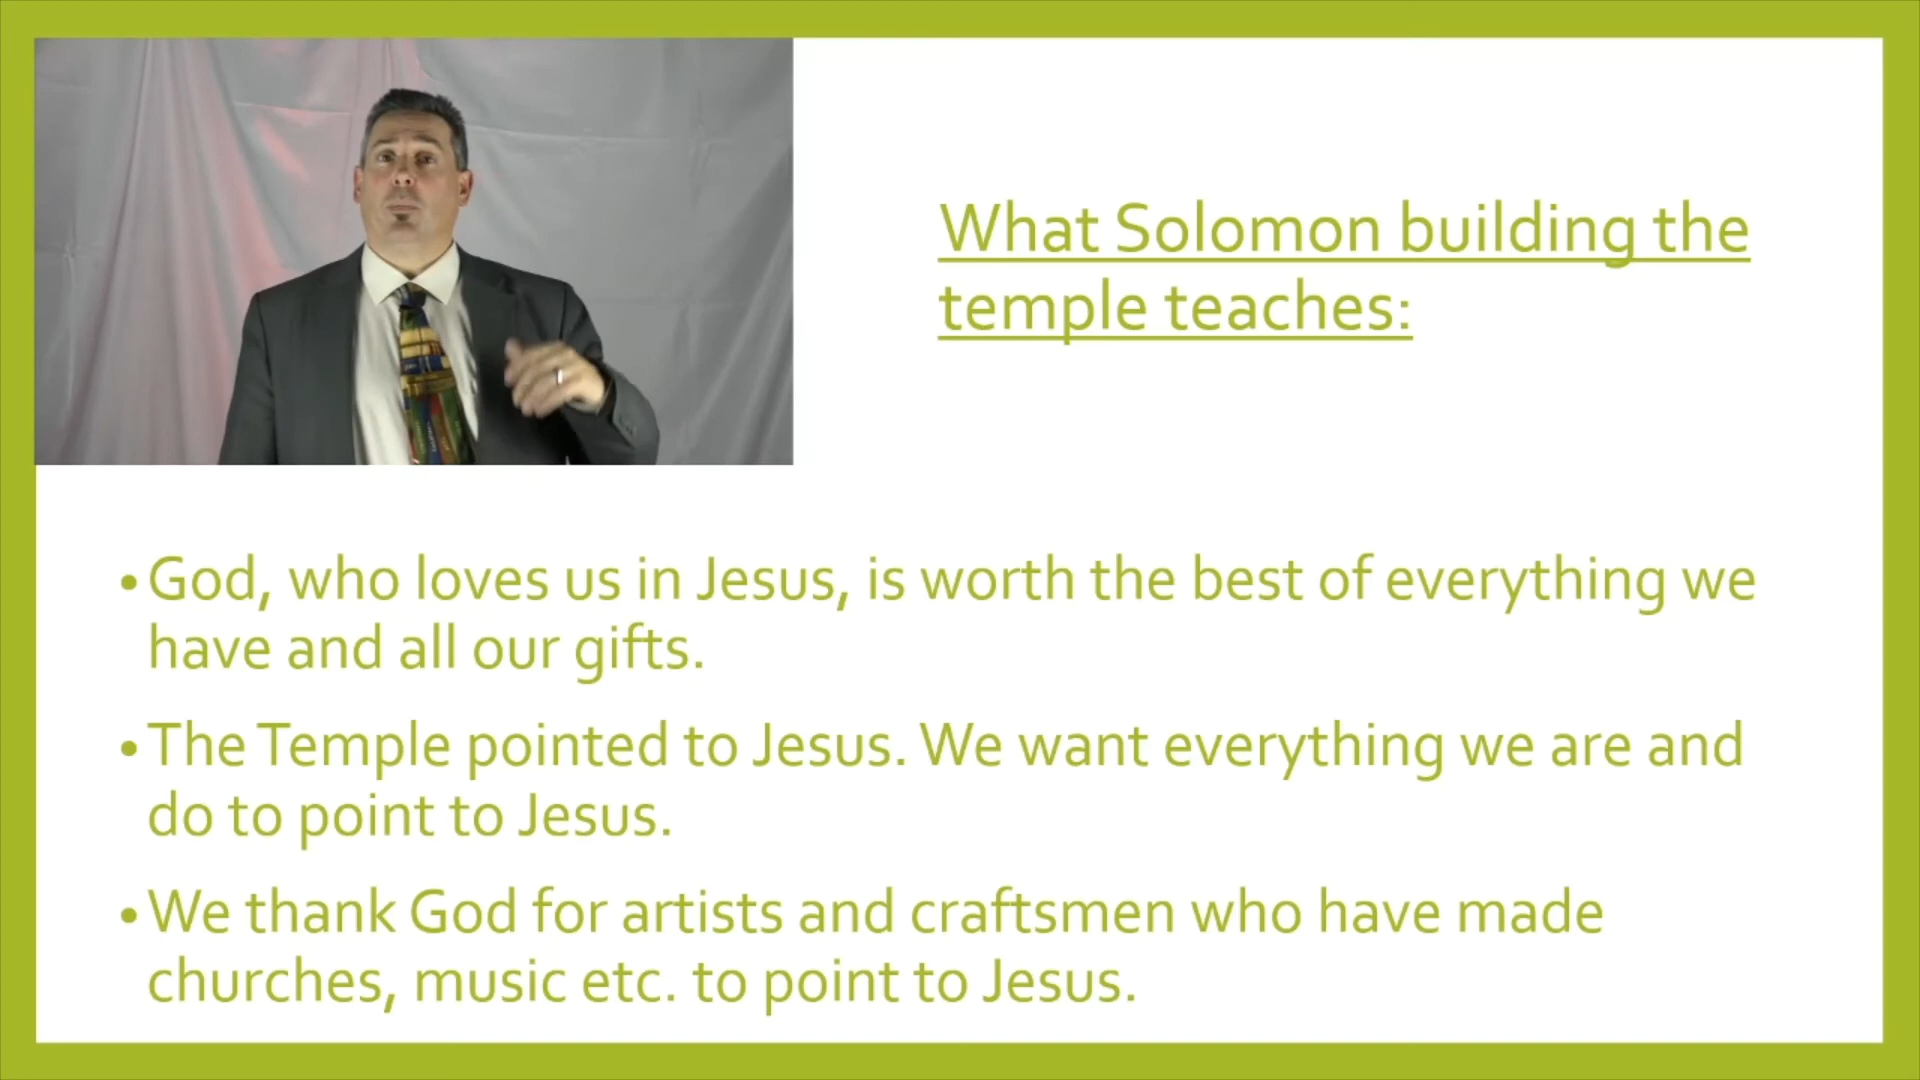 What Solomon building the
temple teaches:
• God, who loves us in Jesus, is worth the best of everything we
have and all our gifts.
• The Temple pointed to Jesus. We want everything we are and
do to point to Jesus.
• We thank God for artists and craftsmen who have made
churches, music etc. to point to Jesus.